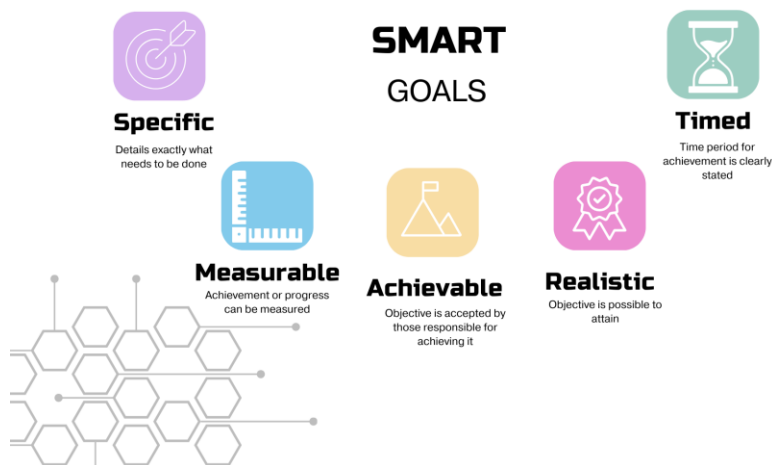 SMART
GOALS
Specific
Details exactly what
needs to be done
Measurable
Achievement or progress
can be measured
Achievable
Objective is accepted by
those responsible for
achieving it
Realistic
Objective is possible to
attain
Timed
Time period for
achievement is clearly
stated